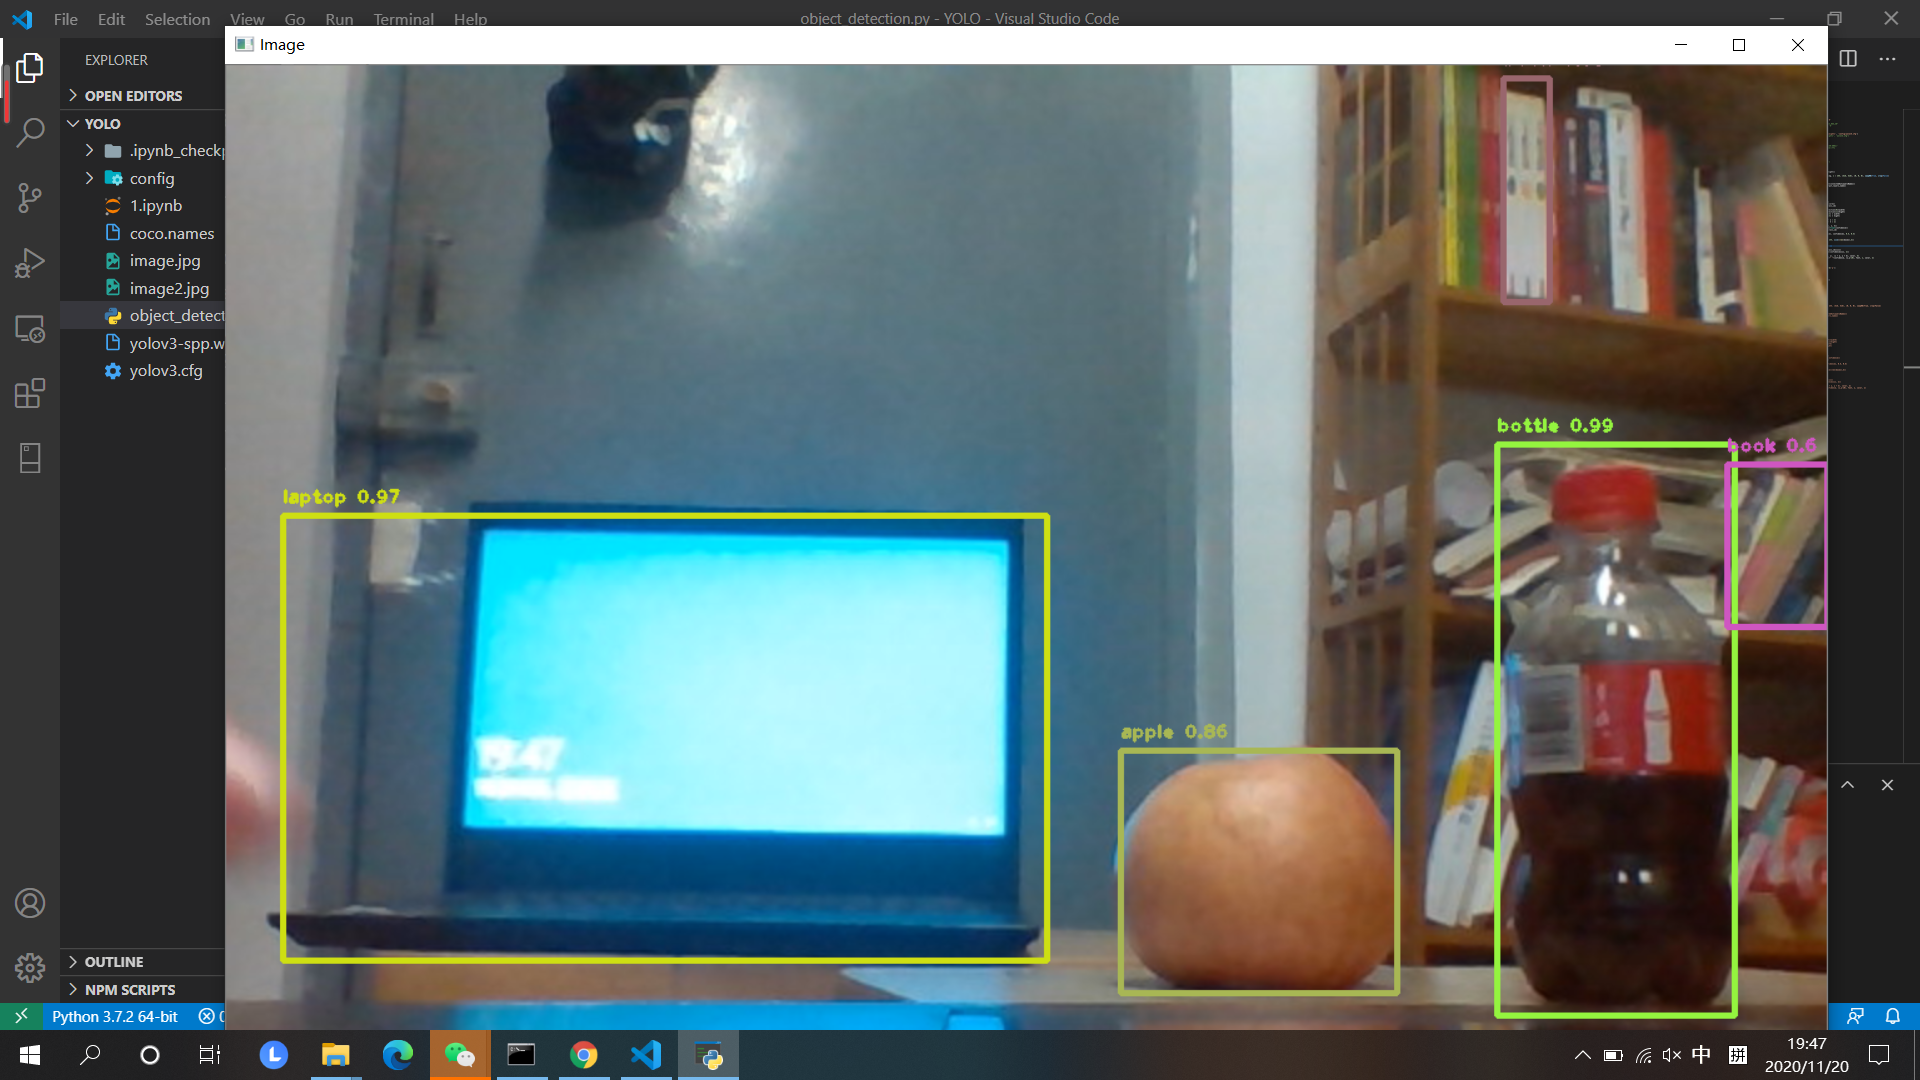 File Edit Selection View Go Run Terminal Help
object_detection.py - YOLO - Visual Studio Code
Image
EXPLORER
OPEN EDITORS
YOLO
.ipynb_check
config
1.ipynb
coco.names
image.jpg
image2.jpg
object_detect
yolov3-spp.w
yolov3.cfg
bottle 0.99
book 0.6
laptop 0.97
apple 0.86
19:47
OUTLINE
NPM SCRIPTS
Python 3.7.2 64-bit
中
拼
19:47
2020/11/20